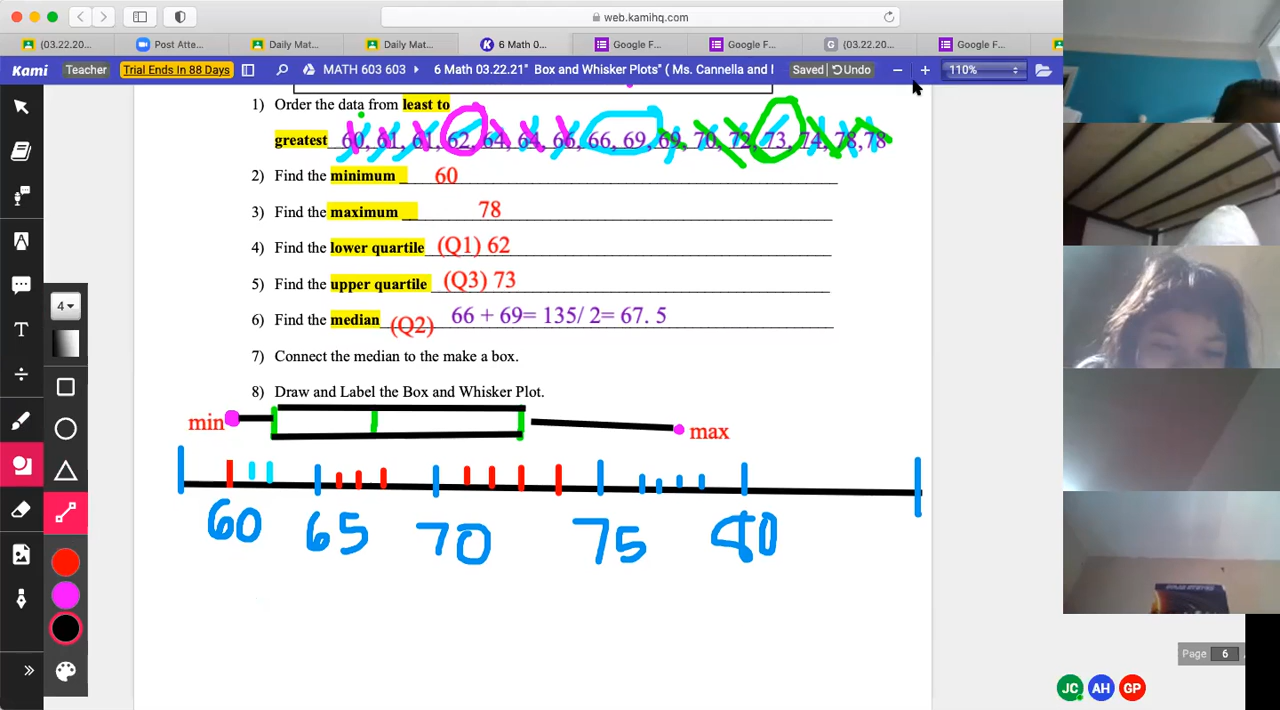 web.kamihq.com
(03.22.20...
Post Atte...
Daily Mat...
Daily Mat...
6 Math 0...
Google F...
Google F...
(03.22.20...
Google F...
Kami Teacher Trial Ends In 88 Days MATH 603 603 6 Math 03.22.21" Box and Whisker Plots" ( Ms. Cannella and I Saved Undo 110%
1) Order the data from least to
greatest 60, 61, 61, 62, 64, 64, 66, 66, 69, 69, 70, 72, 73, 74, 78,78
2) Find the minimum 60
3) Find the maximum 78
4) Find the lower quartile (Q1) 62
5) Find the upper quartile (Q3) 73
6) Find the median (Q2) 66 + 69= 135/ 2= 67. 5
7) Connect the median to the make a box.
8) Draw and Label the Box and Whisker Plot.
min max
60 65 70 75 80
4
T
Page 6
JC AH GP